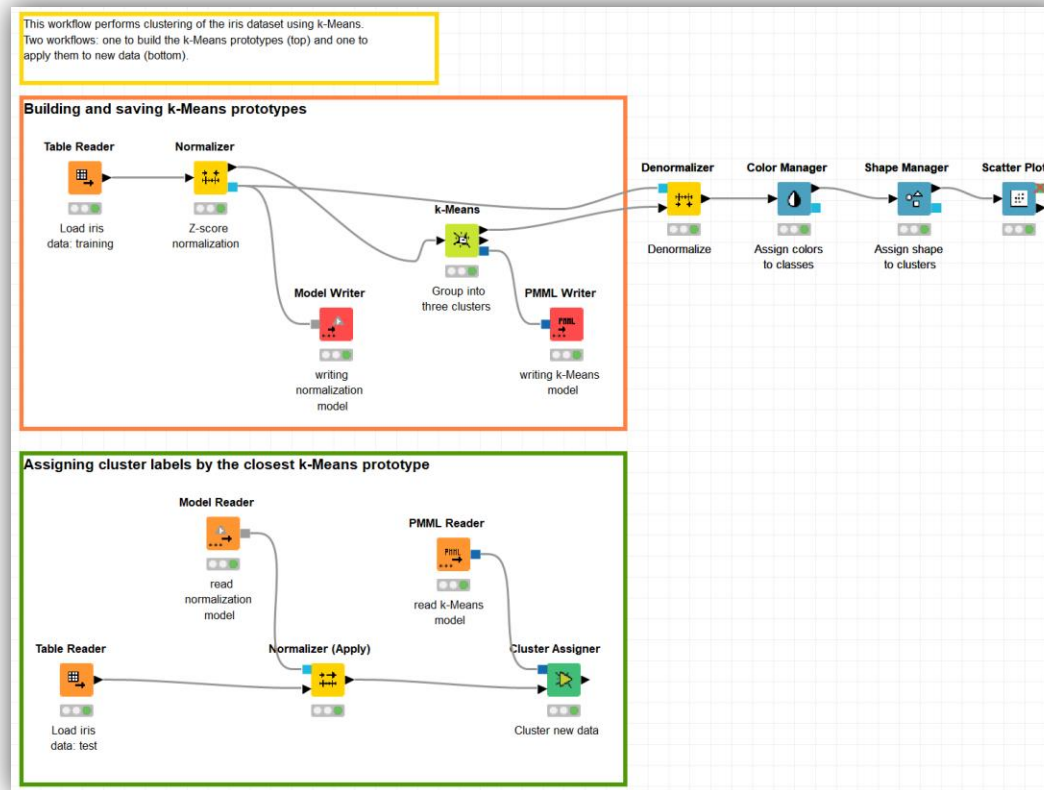 This workflow performs clustering of the iris dataset using k-Means.
Two workflows: one to build the k-Means prototypes (top) and one to
apply them to new data (bottom).
Building and saving k-Means prototypes
Table Reader
Load iris
data: training
Normalizer
Z-score
normalization
k-Means
Group into
three clusters
Model Writer
writing
normalization
model
PMML Writer
PMML
writing k-Means
model
Denormalizer
Denormalize
Color Manager
Assign colors
to classes
Shape Manager
Assign shape
to clusters
Scatter Plot
Assigning cluster labels by the closest k-Means prototype
Model Reader
read
normalization
model
PMML Reader
PMML
read k-Means
model
Table Reader
Load iris
data: test
Normalizer (Apply)
Cluster Assigner
Cluster new data